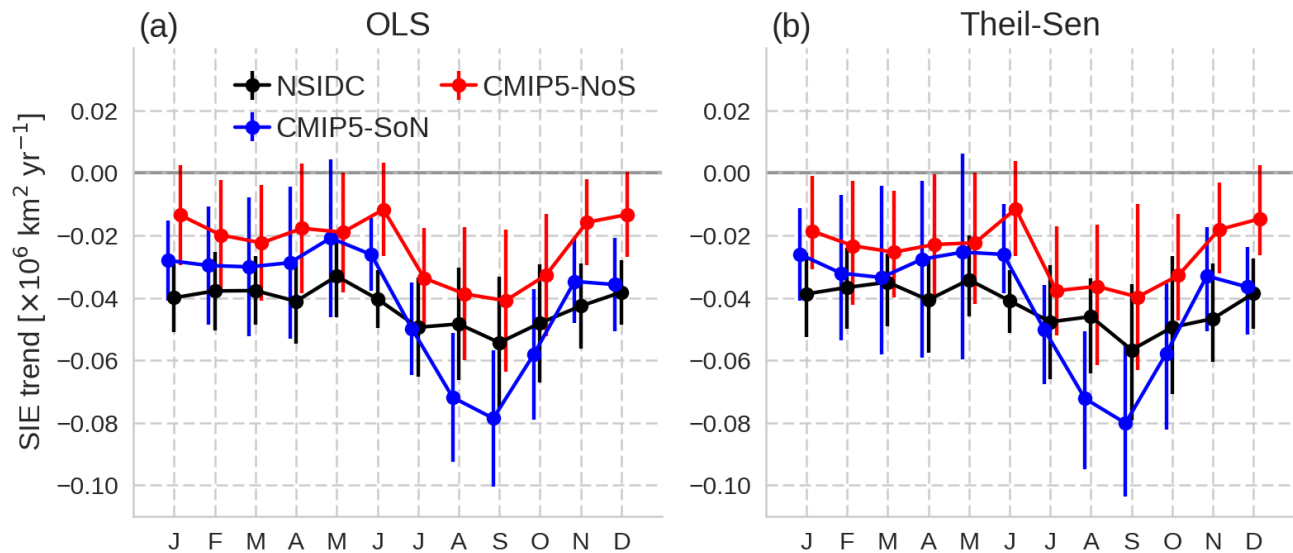 (a) OLS
(b) Theil-Sen
NSIDC
CMIP5-NoS
CMIP5-SoN
SIE trend [×10⁶ km² yr⁻¹]
0.02
0.00
−0.02
−0.04
−0.06
−0.08
−0.10
J F M A M J J A S O N D
0.02
0.00
−0.02
−0.04
−0.06
−0.08
−0.10
J F M A M J J A S O N D